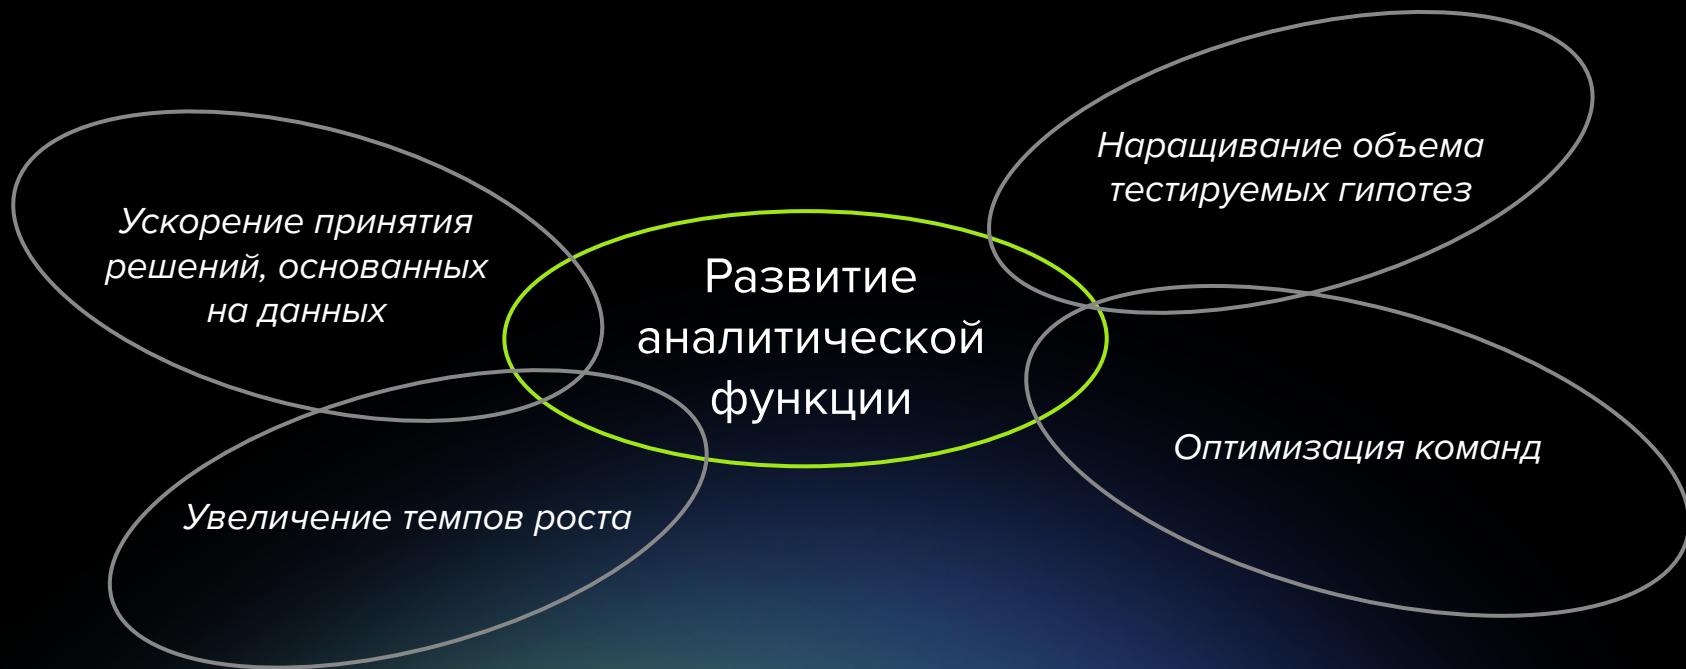 Ускорение принятия
решений, основанных
на данных
Увеличение темпов роста
Развитие
аналитической
функции
Наращивание объема
тестируемых гипотез
Оптимизация команд